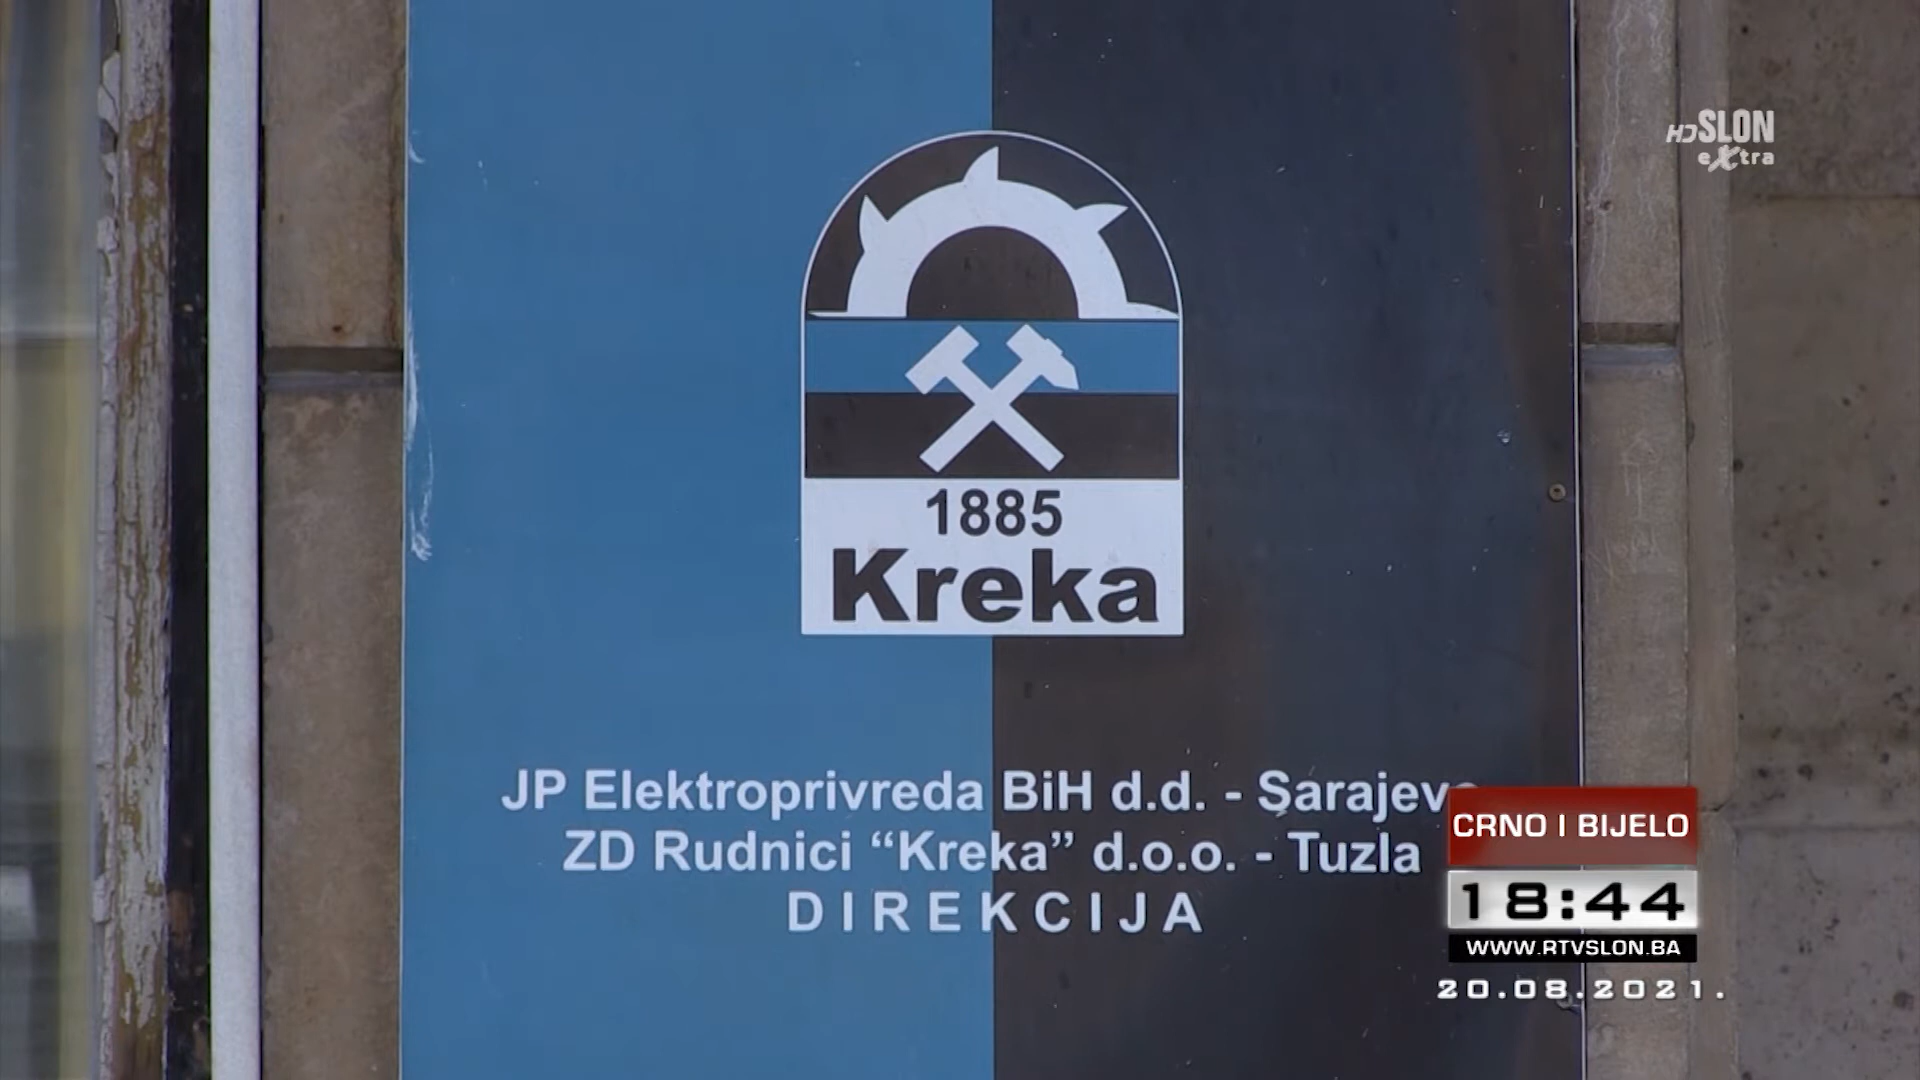 HD SLON
extra
1885
Kreka
JP Elektroprivreda BiH d.d. - Sarajevo
ZD Rudnici “Kreka” d.o.o. - Tuzla
DIREKCIJA
CRNO I BIJELO
18:44
WWW.RTVSLON.BA
20.08.2021.